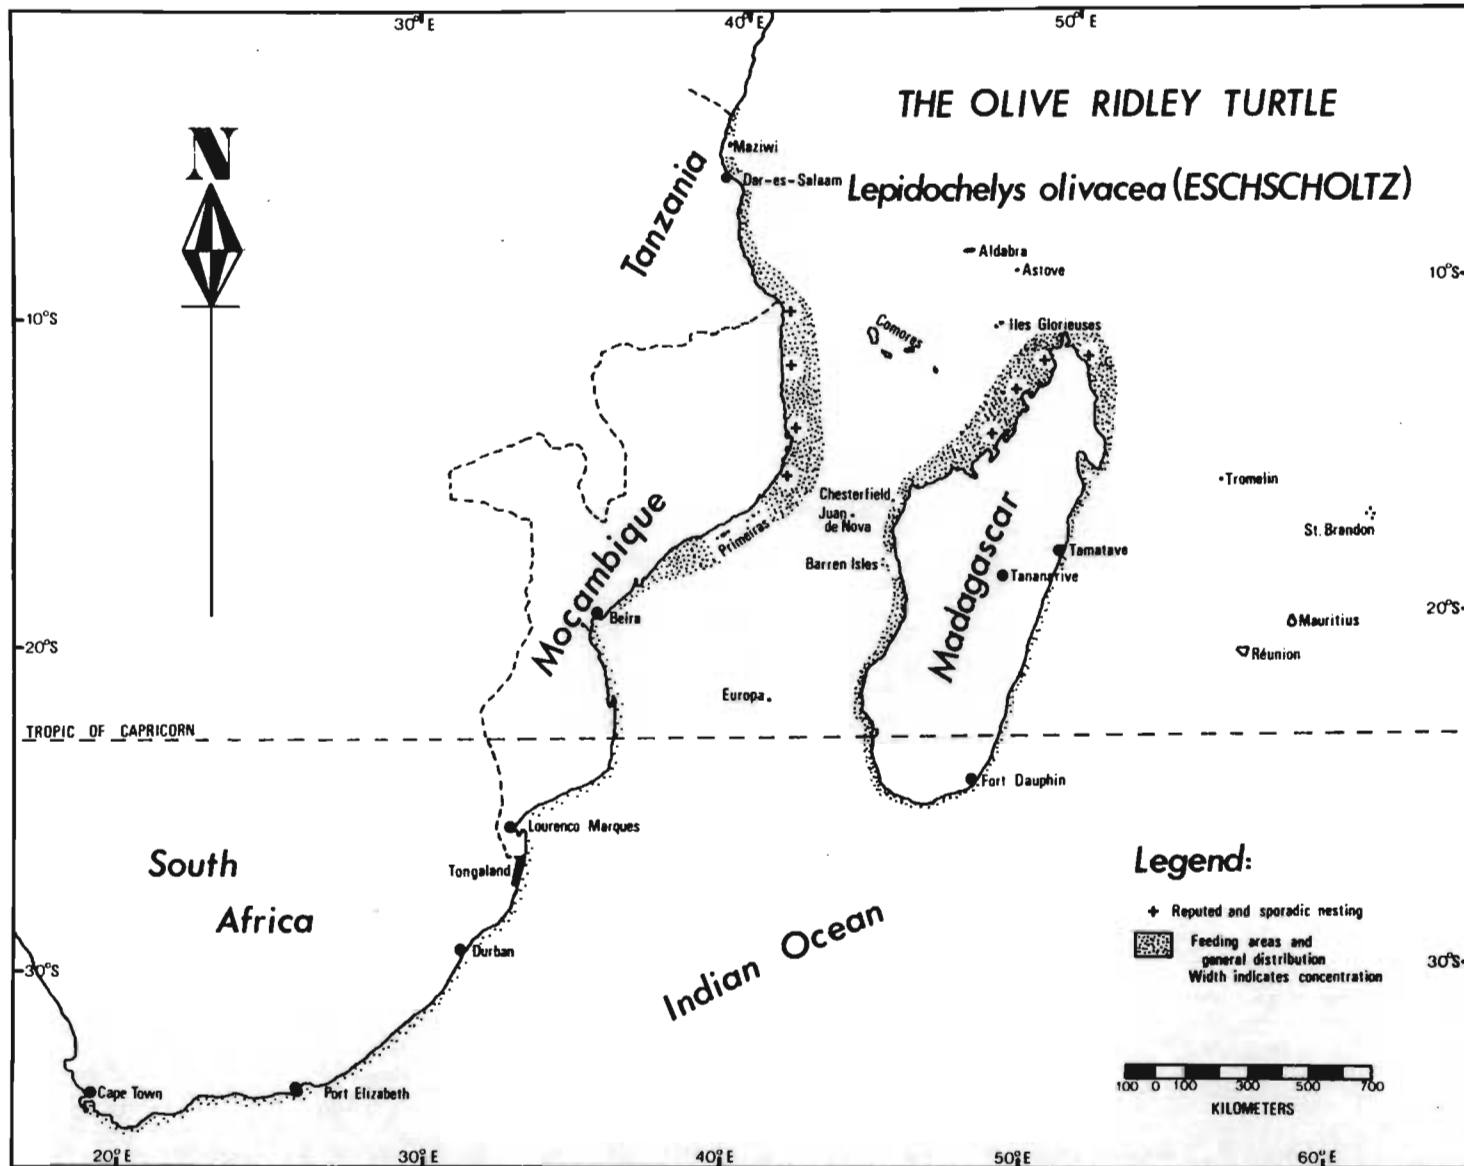 30° E
40° E
50° E
THE OLIVE RIDLEY TURTLE
Lepidochelys olivacea (ESCHSCHOLTZ)
N
Maziwi
Dar-es-Salaam
Tanzania
Aldabra
Astove
10°S
10°S
Comores
Iles Glorieuses
Chesterfield
Juan
de Nova
Primeiras
Barren Isles
Moçambique
Beira
Madagascar
Tamatave
Tananarive
Tromelin
St. Brandon
20°S
20°S
Mauritius
Réunion
Europa
TROPIC OF CAPRICORN
Fort Dauphin
Lourenco Marques
Tongaland
South
Africa
Durban
Indian Ocean
30°S
30°S
Legend:
+ Reputed and sporadic nesting
Feeding areas and
general distribution
Width indicates concentration
100 0 100 300 500 700
KILOMETERS
Cape Town
Port Elizabeth
20°E
30°E
40°E
50°E
60°E